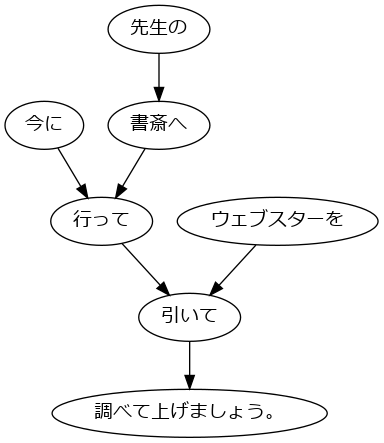 先生の
今に
書斎へ
行って
ウェブスターを
引いて
調べて上げましょう。